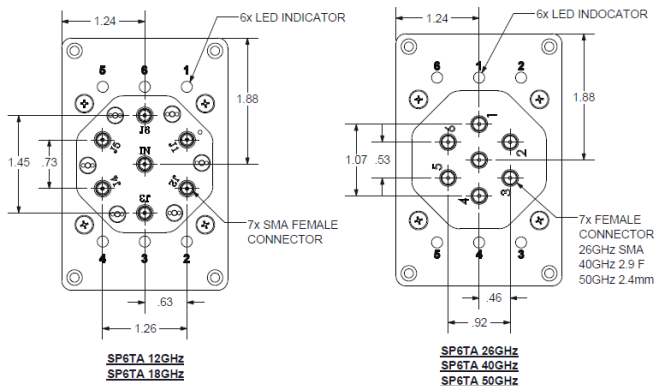 1.24
6x LED INDICATOR
5 6 1
1.88
J6
J5
J1
IN
1.45
.73
J4
J2
J3
7x SMA FEMALE
CONNECTOR
4 3 2
.63
1.26
SP6TA 12GHz
SP6TA 18GHz
1.24
6x LED INDOCATOR
6 1 2
1.88
1
6
2
1.07
.53
5
3
4
7x FEMALE
CONNECTOR
26GHz SMA
40GHz 2.9 F
50GHz 2.4mm
5 4 3
.46
.92
SP6TA 26GHz
SP6TA 40GHz
SP6TA 50GHz